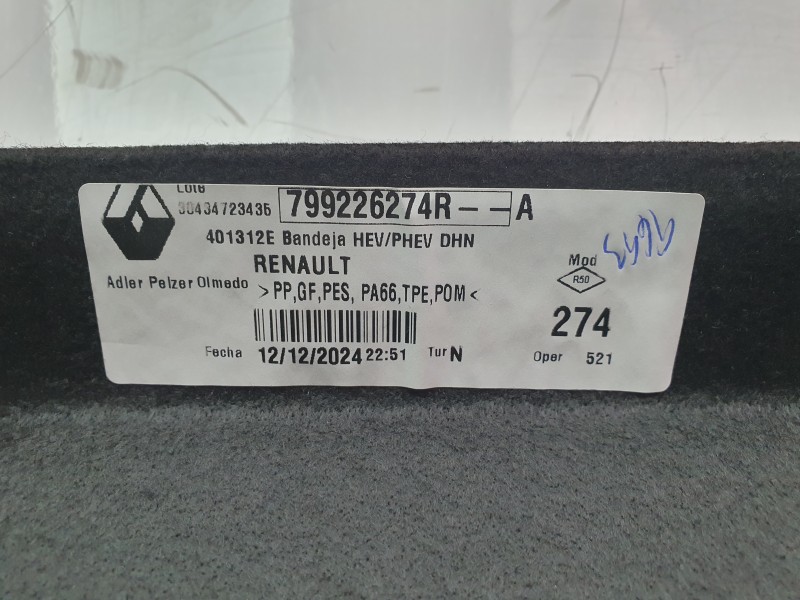 Lote
30434723436 799226274R--A
401312E Bandeja HEV/PHEV DHN
RENAULT
Adler Pelzer Olmedo >PP,GF,PES, PA66,TPE,POM<
Mod
R50
274
Fecha 12/12/2024 22:51 Tur N
Oper 521